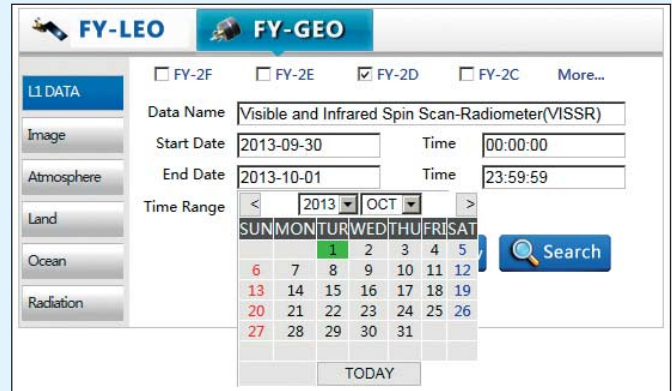 FY-LEO FY-GEO
FY-2F FY-2E FY-2D FY-2C More...
L1 DATA
Data Name Visible and Infrared Spin Scan-Radiometer(VISSR)
Image
Start Date 2013-09-30 Time 00:00:00
Atmosphere
End Date 2013-10-01 Time 23:59:59
Time Range < 2013 OCT >
Land
SUN MON TUR WED THU FRI SAT
1 2 3 4 5
Ocean
Search
6 7 8 9 10 11 12
13 14 15 16 17 18 19
Radiation
20 21 22 23 24 25 26
27 28 29 30 31
TODAY